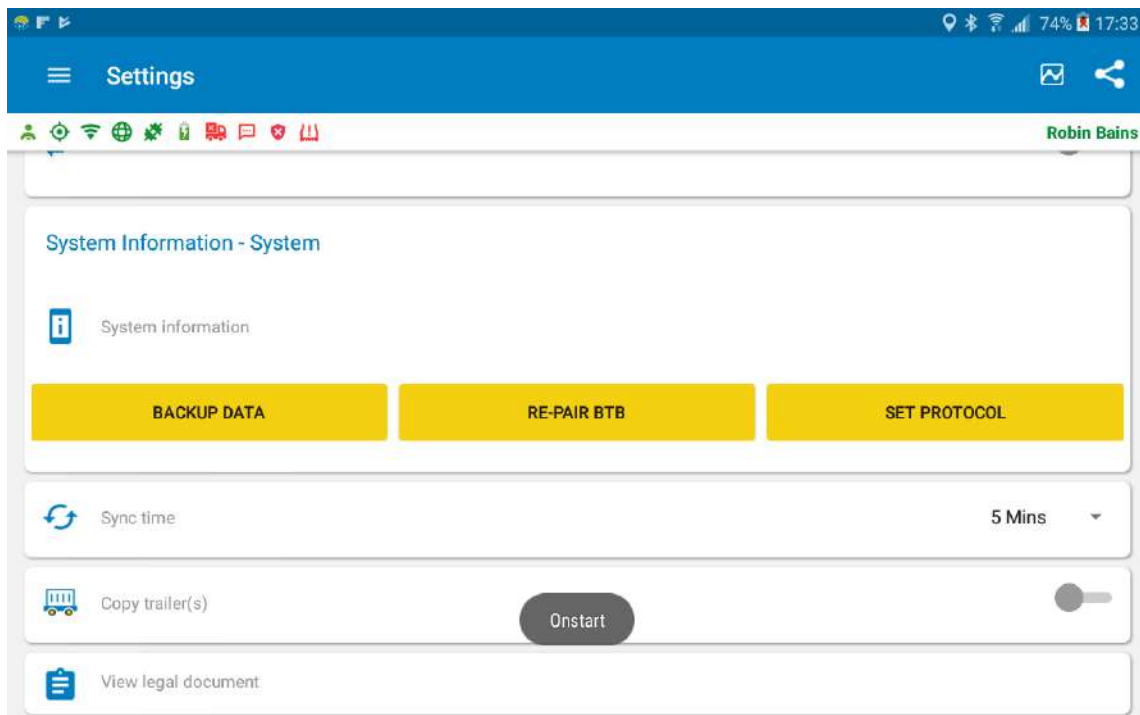 74% 17:33
Settings
Robin Bains
System Information - System
System information
BACKUP DATA RE-PAIR BTB SET PROTOCOL
Sync time 5 Mins
Copy trailer(s)
Onstart
View legal document